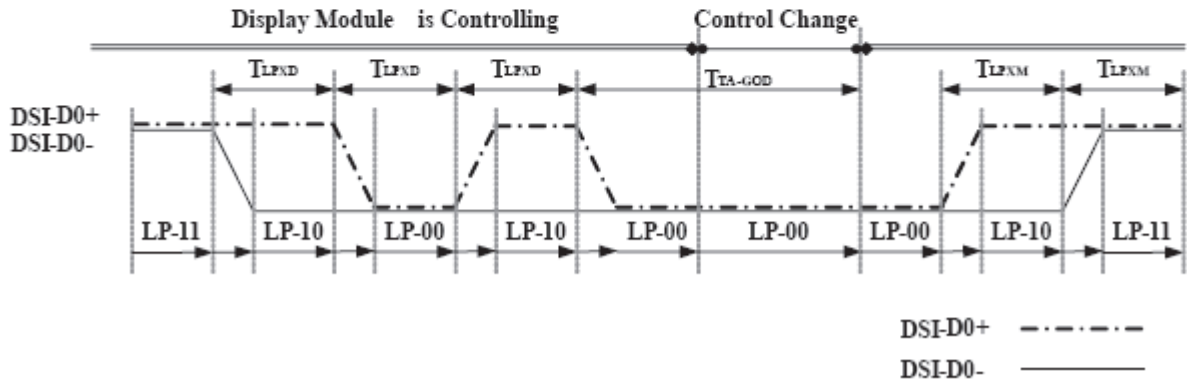 Display Module is Controlling Control Change
TLPXD TLPXD TLPXD TTA-GOD TLPXM TLPXM
DSI-D0+
DSI-D0-
LP-11 LP-10 LP-00 LP-10 LP-00 LP-00 LP-00 LP-10 LP-11
DSI-D0+
DSI-D0-